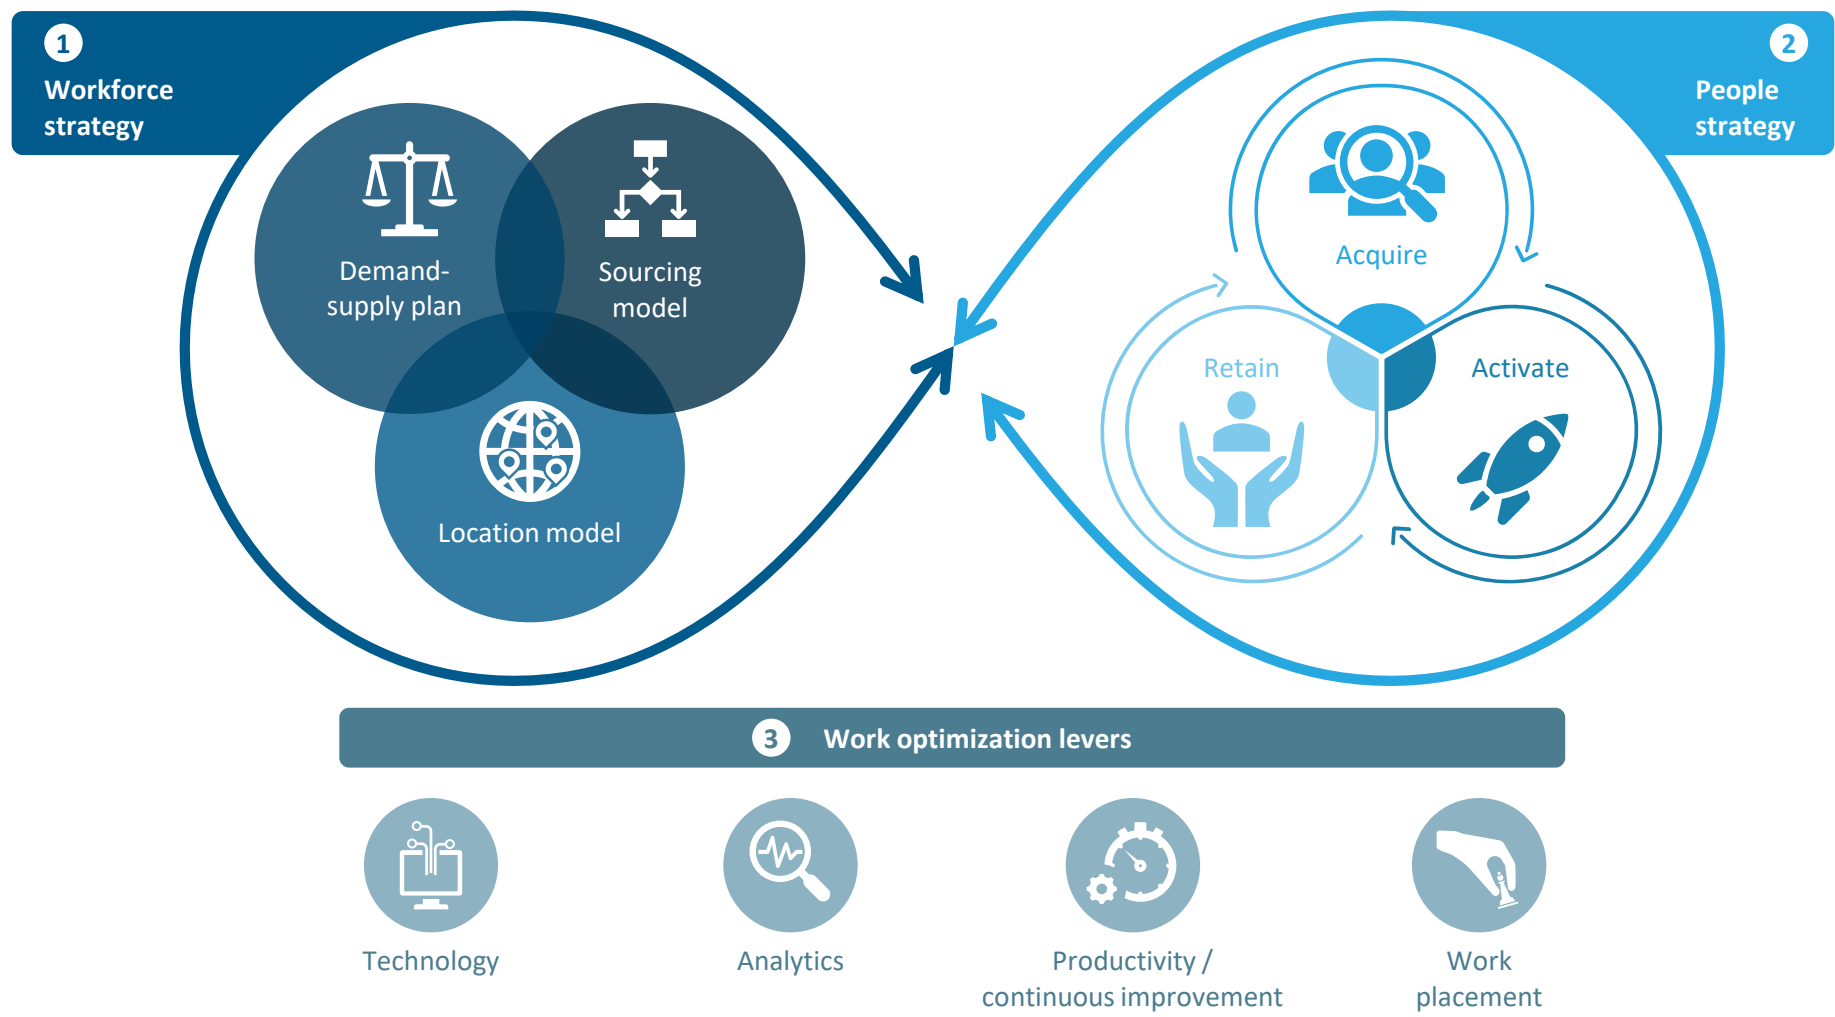 1
Workforce
strategy
Demand-
supply plan
Sourcing
model
Location model
2
People
strategy
Acquire
Retain
Activate
3 Work optimization levers
Technology
Analytics
Productivity /
continuous improvement
Work
placement